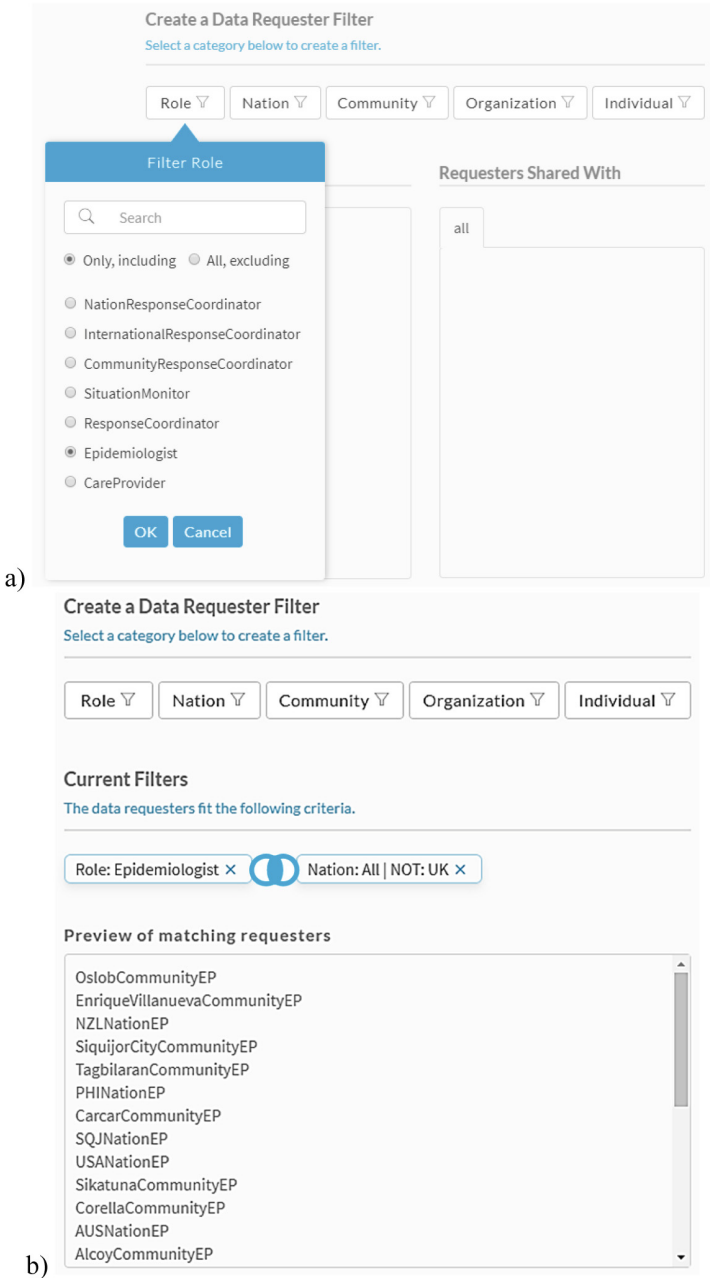 Create a Data Requester Filter
Select a category below to create a filter.
Role Nation Community Organization Individual
Filter Role
Requesters Shared With
Search
all
Only, including All, excluding
NationResponseCoordinator
InternationalResponseCoordinator
CommunityResponseCoordinator
SituationMonitor
ResponseCoordinator
Epidemiologist
CareProvider
OK Cancel
a)
Create a Data Requester Filter
Select a category below to create a filter.
Role Nation Community Organization Individual
Current Filters
The data requesters fit the following criteria.
Role: Epidemiologist × Nation: All | NOT: UK ×
Preview of matching requesters
OslobCommunityEP
EnriqueVillanuevaCommunityEP
NZLNationEP
SiquijorCityCommunityEP
TagbilaranCommunityEP
PHINationEP
CarcarCommunityEP
SQJNationEP
USANationEP
SikatunaCommunityEP
CorellaCommunityEP
AUSNationEP
AlcoyCommunityEP
b)